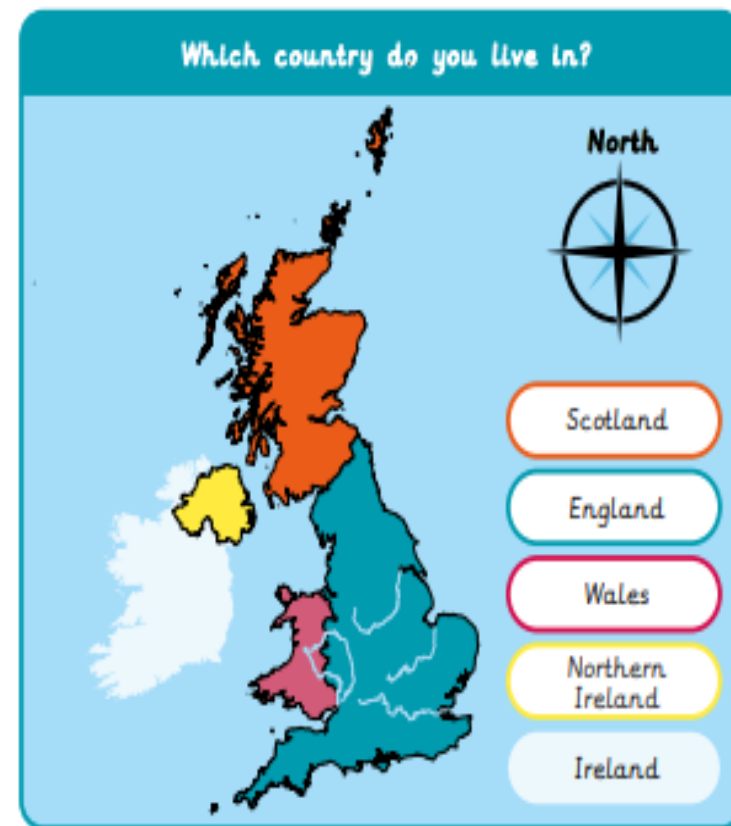 Which country do you live in?
North
Scotland
England
Wales
Northern
Ireland
Ireland